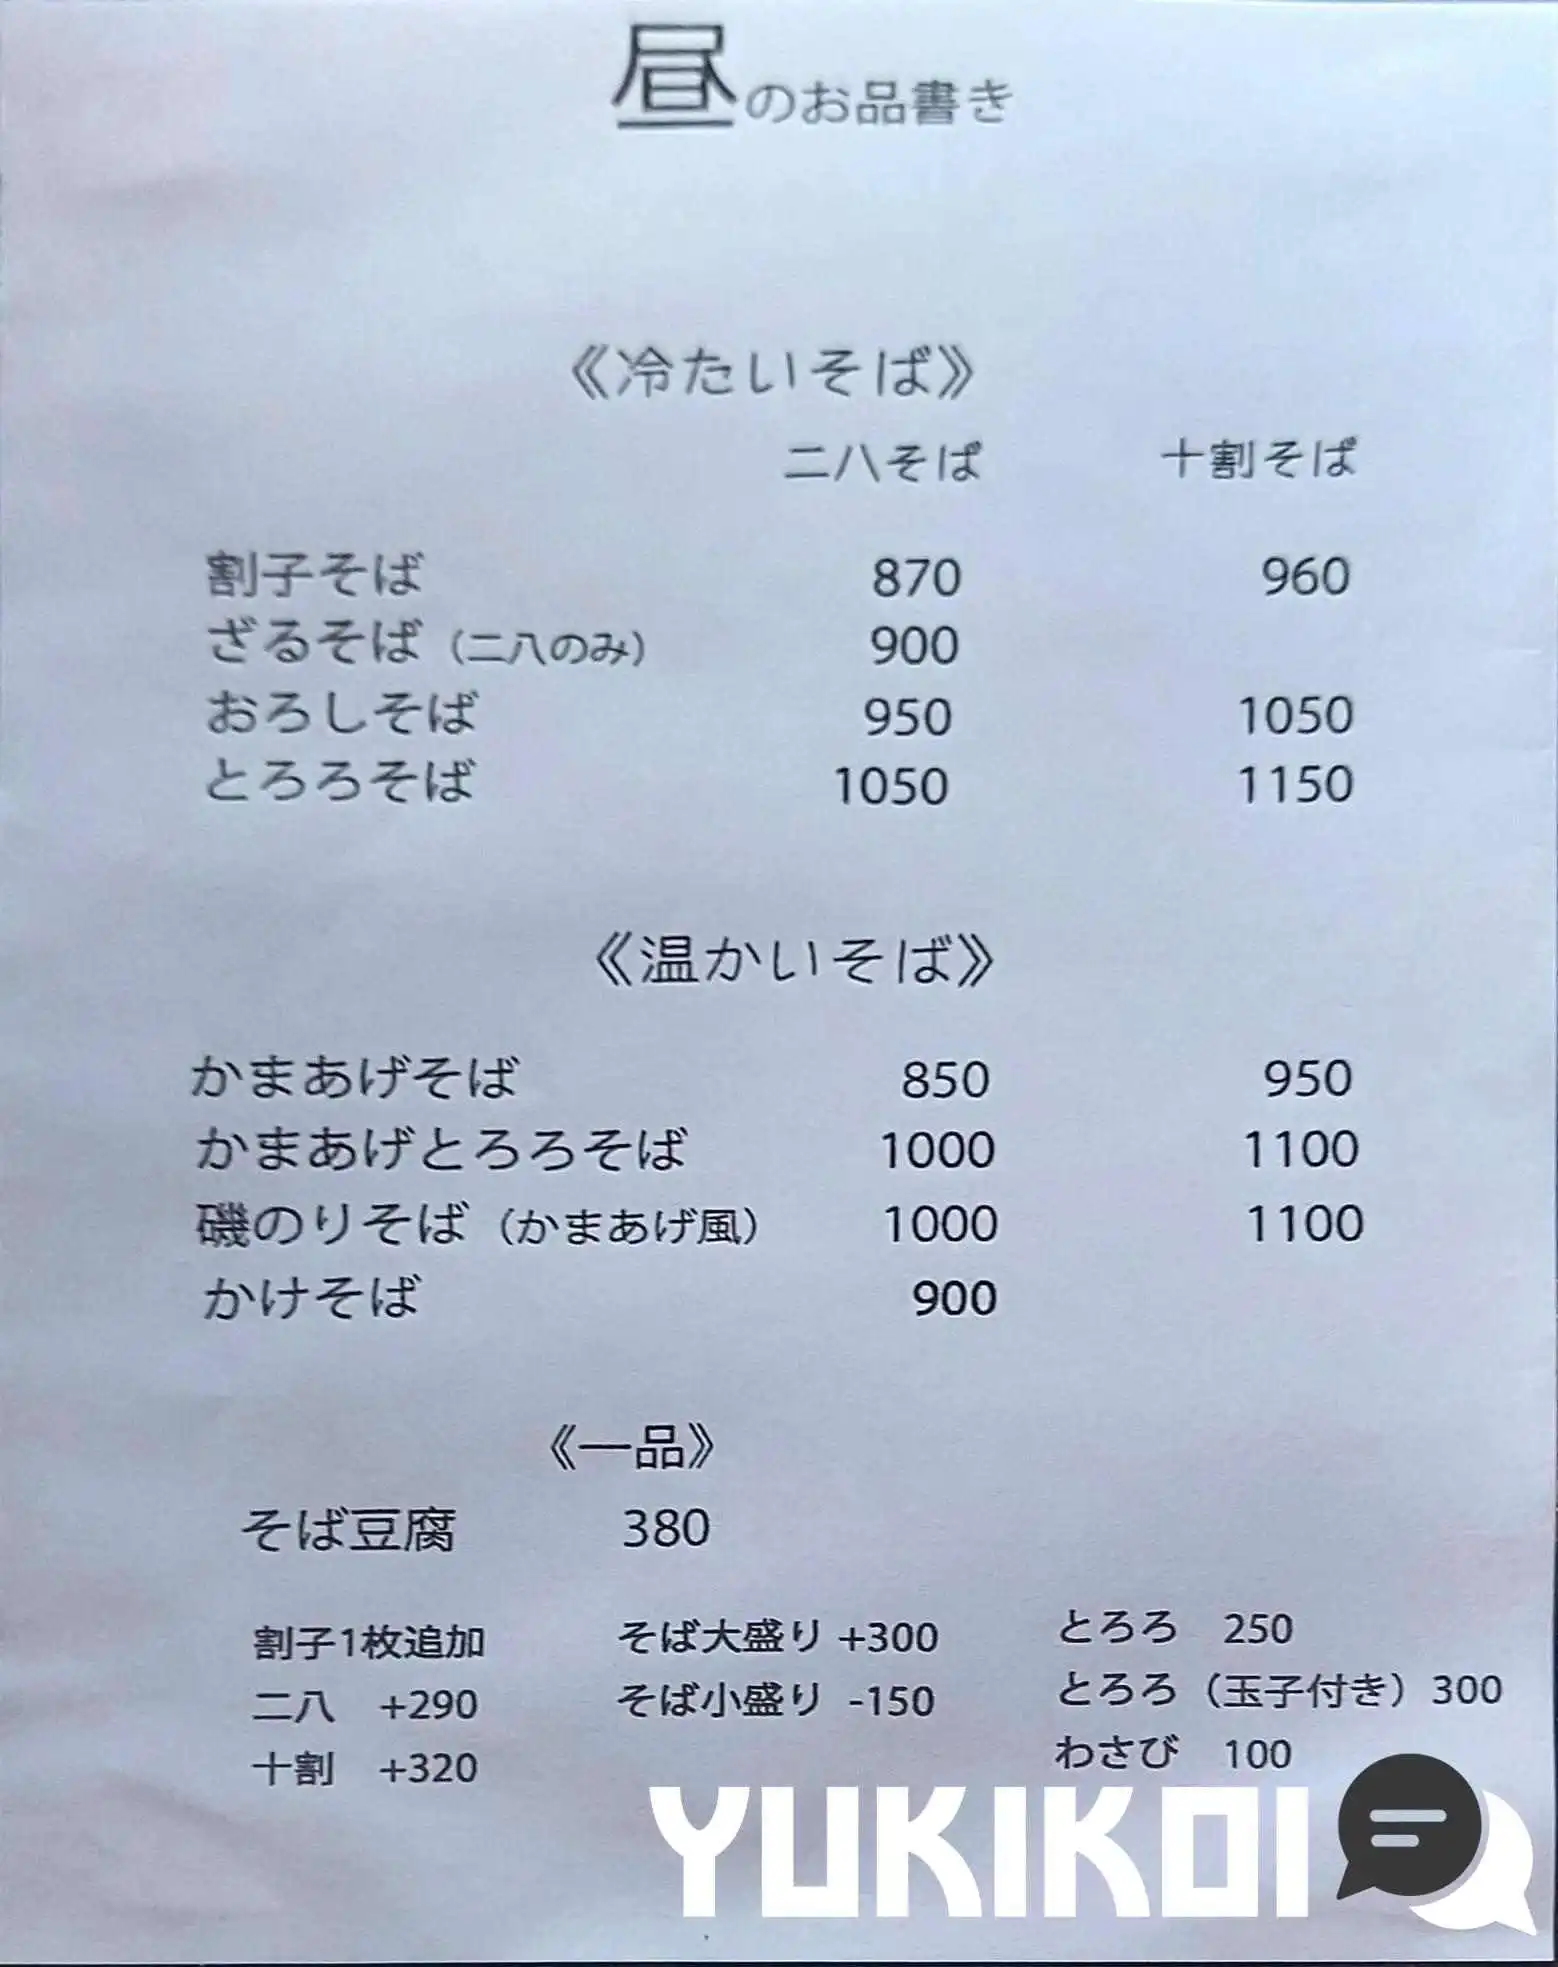 昼のお品書き
《冷たいそば》
二八そば 十割そば
割子そば 870 960
ざるそば（二八のみ） 900
おろしそば 950 1050
とろろそば 1050 1150
《温かいそば》
かまあげそば 850 950
かまあげとろろそば 1000 1100
磯のりそば（かまあげ風） 1000 1100
かけそば 900
《一品》
そば豆腐 380
割子1枚追加 そば大盛り +300 とろろ 250
二八 +290 そば小盛り -150 とろろ（玉子付き）300
十割 +320 わさび 100
YUKIKOI